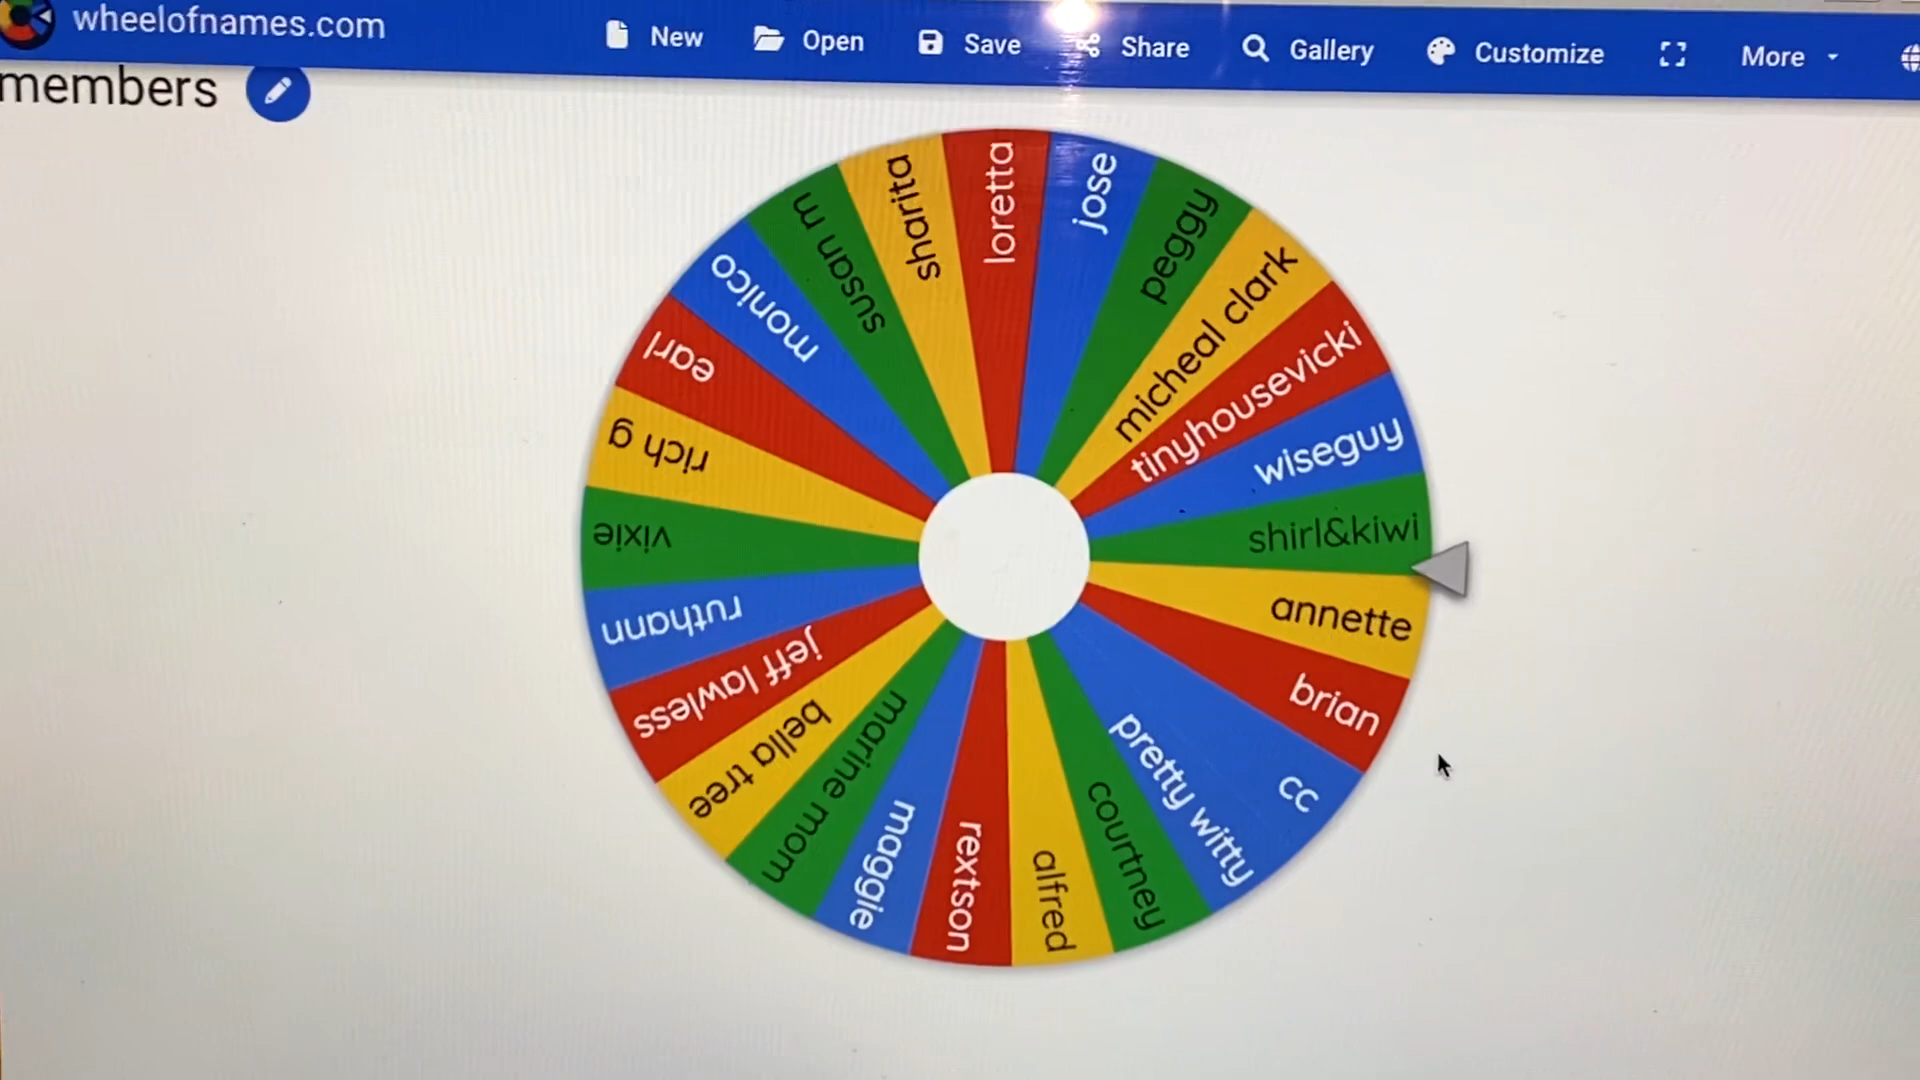 wheelofnames.com
New
Open
Save
Share
Gallery
Customize
More
members
loretta
jose
peggy
micheal clark
tinyhousevicki
wiseguy
shirl&kiwi
annette
brian
cc
pretty witty
courtney
alfred
rextson
maggie
marine mom
bella tree
jeff lawless
ruthann
vixie
rich g
earl
monico
susan m
sharita